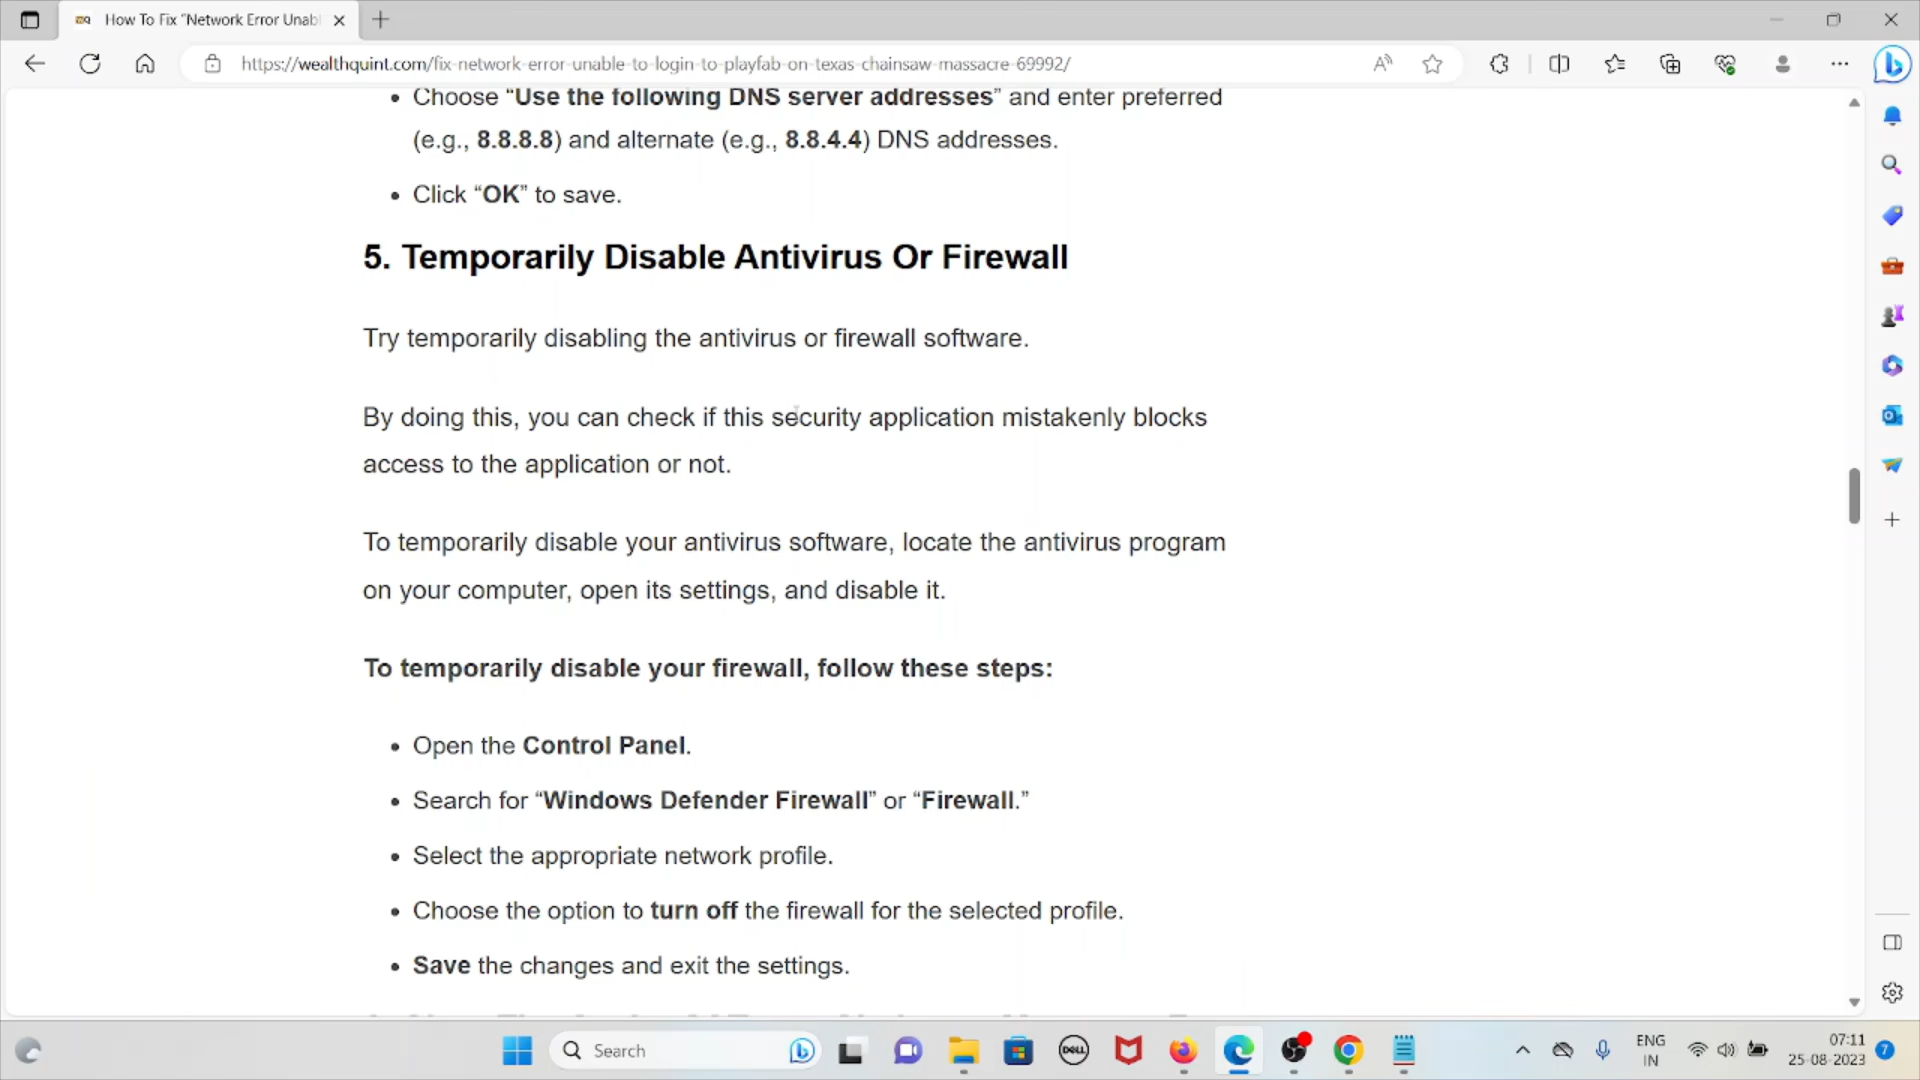 How To Fix "Network Error Unabl
https://wealthquint.com/fix-network-error-unable-to-login-to-playfab-on-texas-chainsaw-massacre-69992/
• Choose “Use the following DNS server addresses” and enter preferred
(e.g., 8.8.8.8) and alternate (e.g., 8.8.4.4) DNS addresses.
• Click “OK” to save.
5. Temporarily Disable Antivirus Or Firewall
Try temporarily disabling the antivirus or firewall software.
By doing this, you can check if this security application mistakenly blocks
access to the application or not.
To temporarily disable your antivirus software, locate the antivirus program
on your computer, open its settings, and disable it.
To temporarily disable your firewall, follow these steps:
• Open the Control Panel.
• Search for “Windows Defender Firewall” or “Firewall.”
• Select the appropriate network profile.
• Choose the option to turn off the firewall for the selected profile.
• Save the changes and exit the settings.
Search
DELL
ENG
IN
07:11
25-08-2023
7